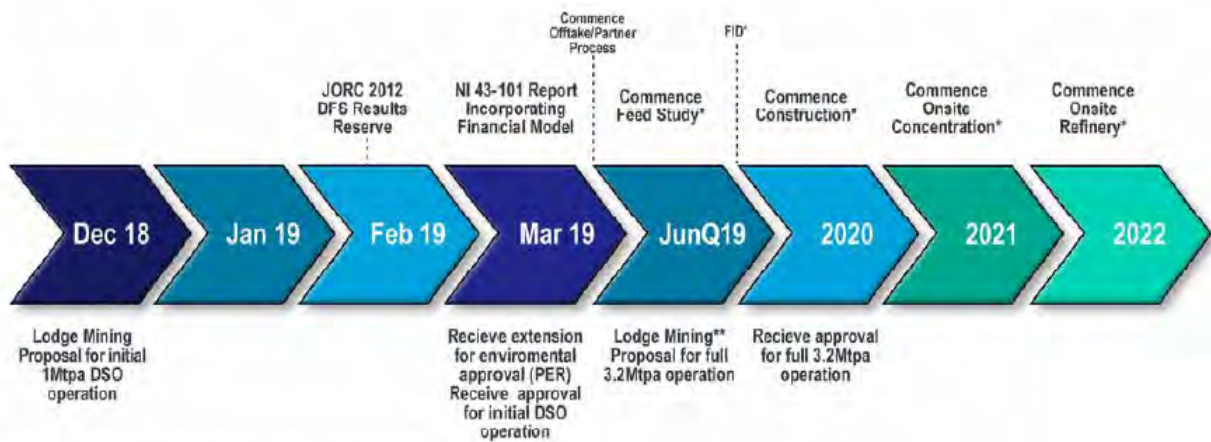 Commence
Offtake/Partner
Process
FID*
JORC 2012
DFS Results
Reserve
NI 43-101 Report
Incorporating
Financial Model
Commence
Feed Study*
Commence
Construction*
Commence
Onsite
Concentration*
Commence
Onsite
Refinery*
Dec 18
Jan 19
Feb 19
Mar 19
JunQ19
2020
2021
2022
Lodge Mining
Proposal for initial
1Mtpa DSO
operation
Recieve extension
for enviromental
approval (PER)
Receive approval
for initial DSO
operation
Lodge Mining**
Proposal for full
3.2Mtpa operation
Recieve approval
for full 3.2Mtpa
operation